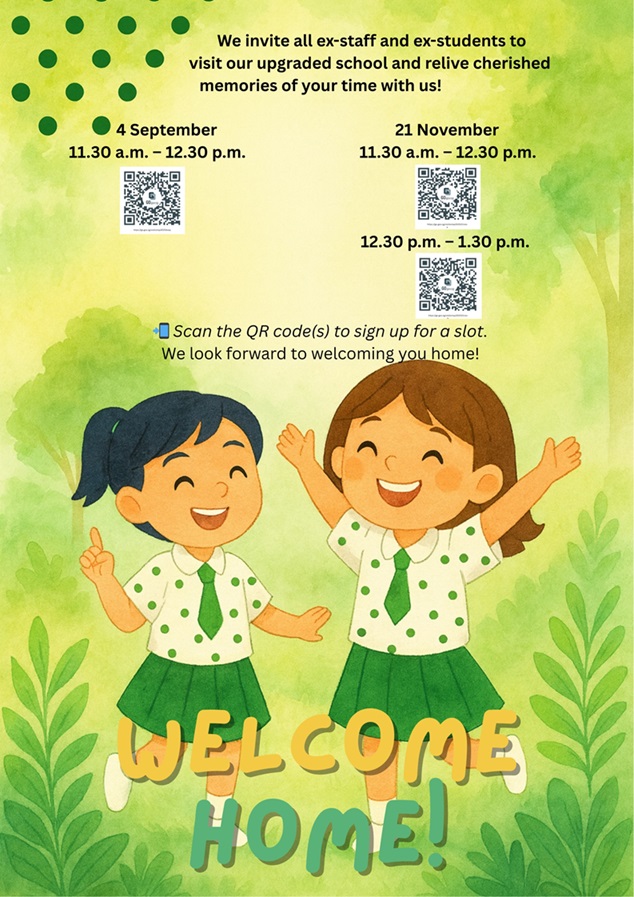 We invite all ex-staff and ex-students to
visit our upgraded school and relive cherished
memories of your time with us!
4 September
11.30 a.m. – 12.30 p.m.
21 November
11.30 a.m. – 12.30 p.m.
12.30 p.m. – 1.30 p.m.
Scan the QR code(s) to sign up for a slot.
We look forward to welcoming you home!
WELCOME
HOME!